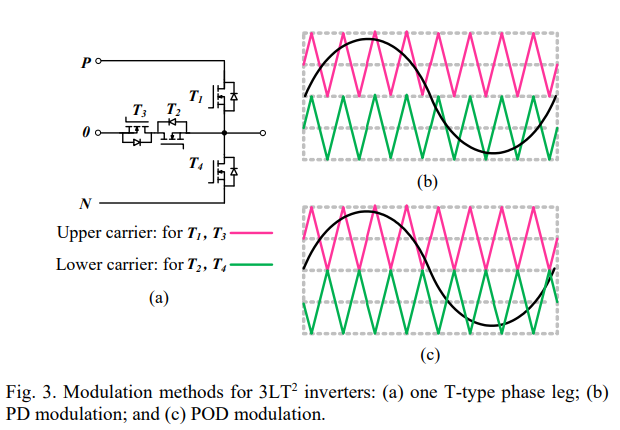 P
T₁
T₃ T₂
0
T₄
N
Upper carrier: for T₁, T₃
Lower carrier: for T₂, T₄
(a)
(b)
(c)
Fig. 3. Modulation methods for 3LT² inverters: (a) one T-type phase leg; (b)
PD modulation; and (c) POD modulation.